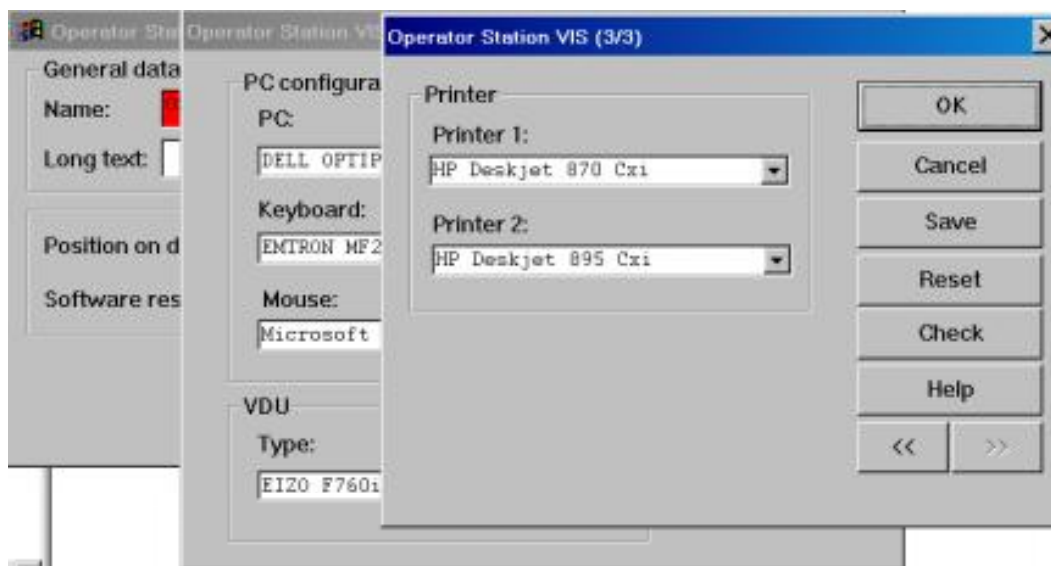 Operator Sta
General data
Name:
Long text:
Position on d
Software res
Operator Station VIS
PC configura
PC:
DELL OPTIP
Keyboard:
EMTRON MF2
Mouse:
Microsoft
VDU
Type:
EIZO F760i
Operator Station VIS (3/3)
Printer
Printer 1:
HP Deskjet 870 Cxi
Printer 2:
HP Deskjet 895 Cxi
OK
Cancel
Save
Reset
Check
Help
<< >>